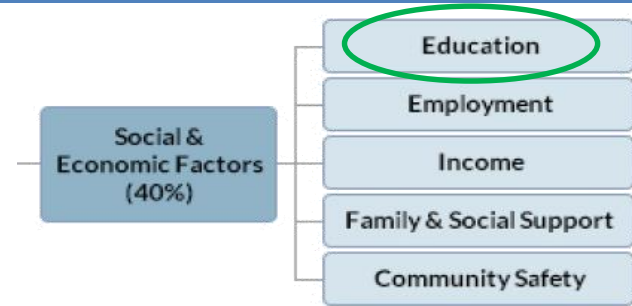 Social &
Economic Factors
(40%)
Education
Employment
Income
Family & Social Support
Community Safety